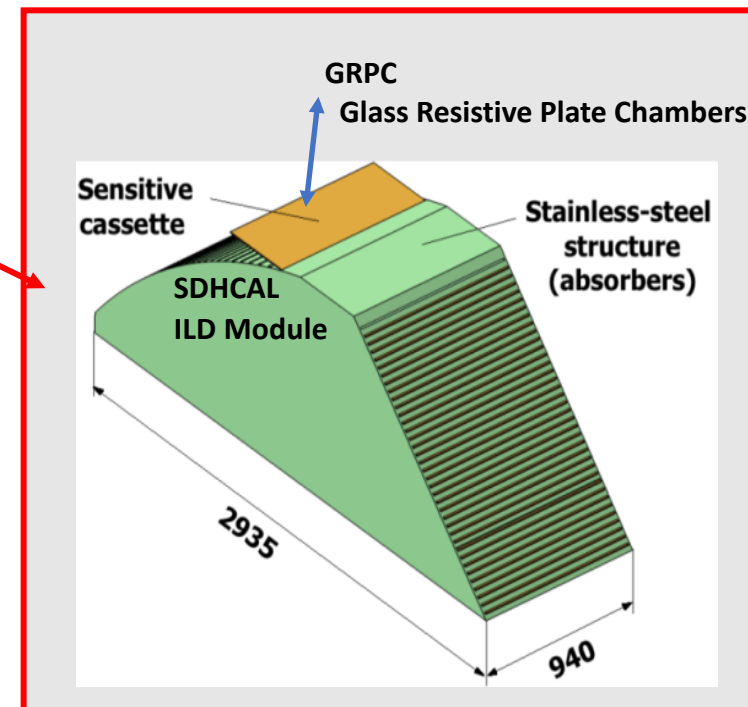 GRPC
Glass Resistive Plate Chambers
Sensitive
cassette
Stainless-steel
structure
(absorbers)
SDHCAL
ILD Module
2935
940